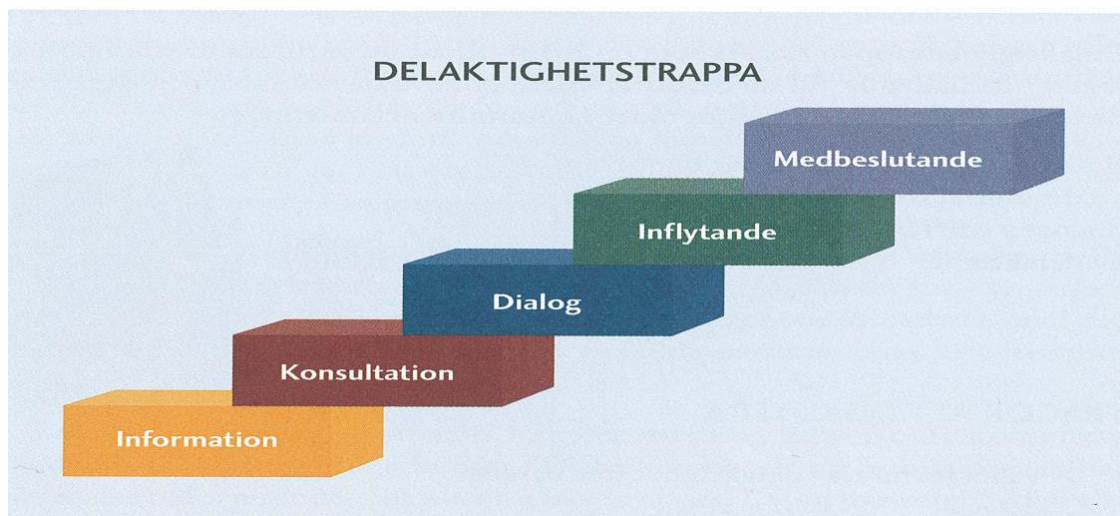 DELAKTIGHETSTRAPPA
Medbeslutande
Inflytande
Dialog
Konsultation
Information